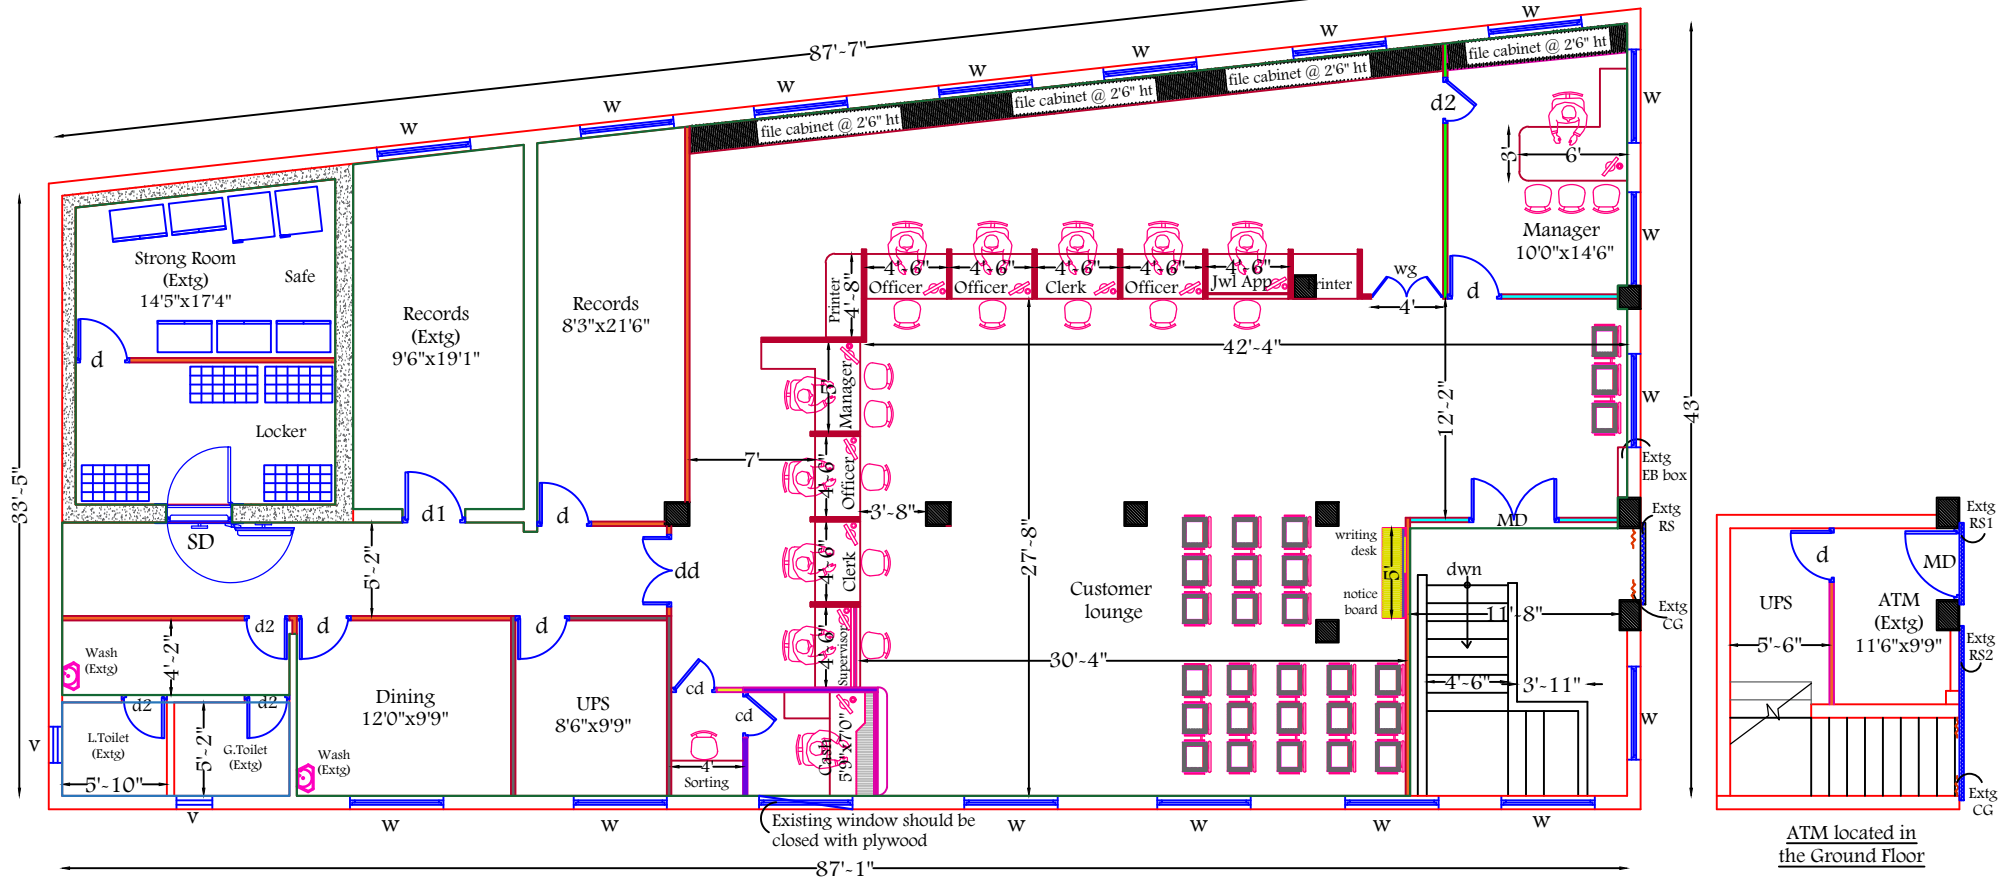 w
w
w
w
w
w
w
87'-7"
file cabinet @ 2'6" ht
file cabinet @ 2'6" ht
file cabinet @ 2'6" ht
file cabinet @ 2'6" ht
d2
w
3'
6'
Manager
10'0"x14'6"
w
Strong Room
(Extg)
14'5"x17'4"
Safe
d
Locker
SD
Records
(Extg)
9'6"x19'1"
d1
Records
8'3"x21'6"
d
33'-5"
43'
Printer
4'-8"
4'-6"
Officer
4'-6"
Officer
4'-6"
Clerk
4'-6"
Officer
4'-6"
Jwl App
Printer
wg
4'
d
42'-4"
12'-2"
w
5'
Manager
7'
4'-6"
Officer
3'-8"
4'-6"
Clerk
4'-6"
Supervisor
27'-8"
Customer
lounge
30'-4"
writing
desk
5'
notice
board
MD
Extg
EB box
Extg
RS
Extg
CG
dwn
11'-8"
4'-6"
3'-11"
w
5'-2"
dd
d2
d
d
Wash
(Extg)
4'-2"
d2
d2
L.Toilet
(Extg)
5'-10"
5'-2"
G.Toilet
(Extg)
Dining
12'0"x9'9"
Wash
(Extg)
UPS
8'6"x9'9"
cd
cd
4'
Sorting
Cash
5'9"x7'0"
v
v
w
w
Existing window should be
closed with plywood
w
w
w
w
87'-1"
Extg
RS1
d
MD
UPS
5'-6"
ATM
(Extg)
11'6"x9'9"
Extg
RS2
N
Extg
CG
ATM located in
the Ground Floor